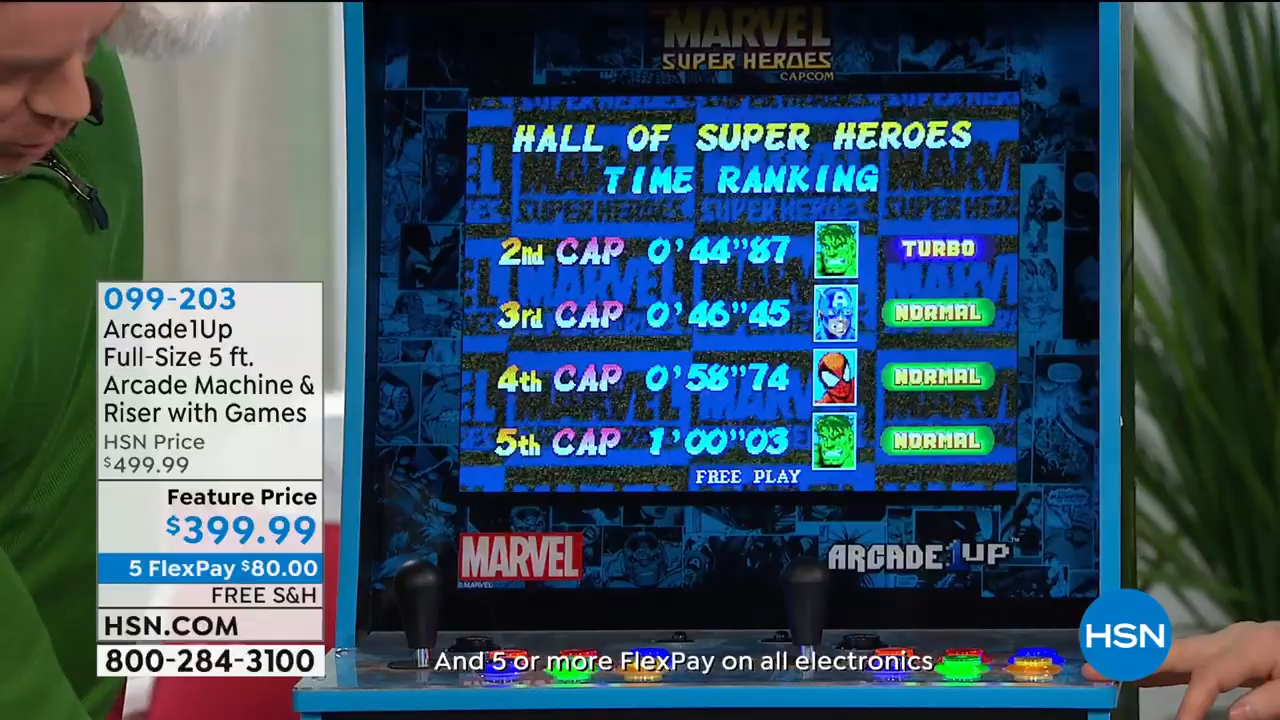 MARVEL
SUPER HEROES
CAPCOM
HALL OF SUPER HEROES
TIME RANKING
2nd CAP 0'44"87 TURBO
3rd CAP 0'46"45 NORMAL
4th CAP 0'58"74 NORMAL
5th CAP 1'00"03 NORMAL
FREE PLAY
MARVEL
© MARVEL
ARCADE1UP™
099-203
Arcade1Up
Full-Size 5 ft.
Arcade Machine &
Riser with Games
HSN Price
$499.99
Feature Price
$399.99
5 FlexPay $80.00
FREE S&H
HSN.COM
800-284-3100
HSN
And 5 or more FlexPay on all electronics